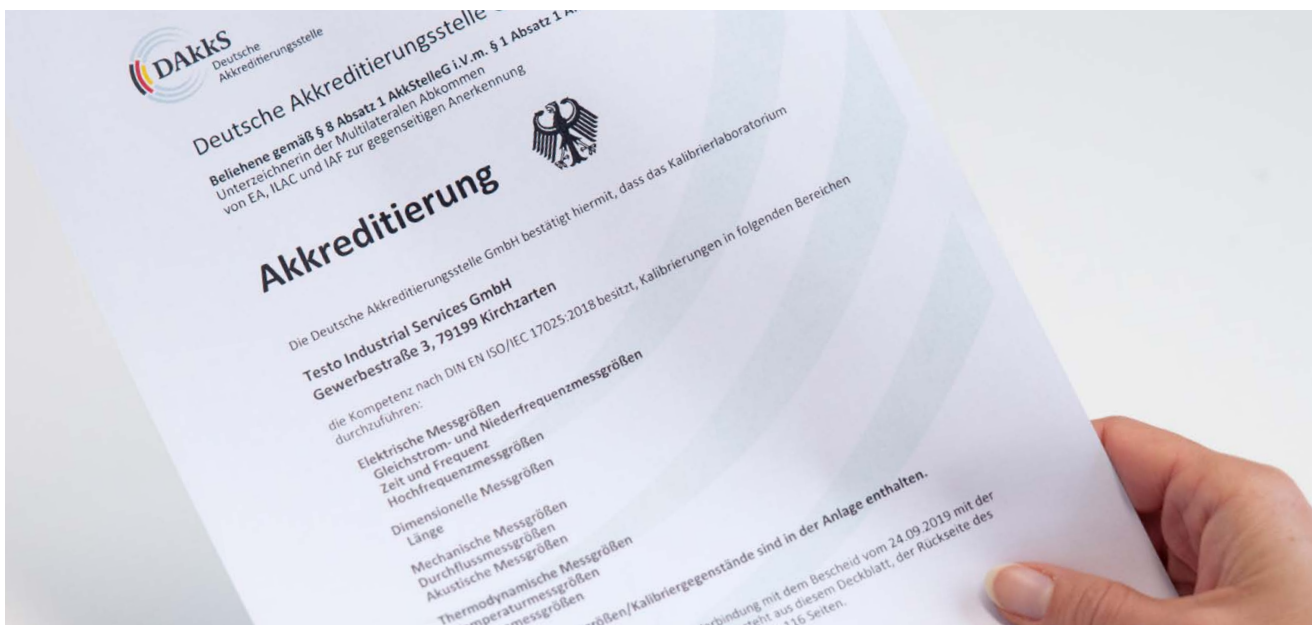 DAkkS
Deutsche
Akkreditierungsstelle
Deutsche Akkreditierungsstelle
Beliehene gemäß § 8 Absatz 1 AkkStelleG i.V.m. § 1 Absatz 1
Unterzeichnerin der Multilateralen Abkommen
von EA, ILAC und IAF zur gegenseitigen Anerkennung
Akkreditierung
Die Deutsche Akkreditierungsstelle GmbH bestätigt hiermit, dass das Kalibrierlaboratorium
Testo Industrial Services GmbH
Gewerbestraße 3, 79199 Kirchzarten
die Kompetenz nach DIN EN ISO/IEC 17025:2018 besitzt, Kalibrierungen in folgenden Bereichen
durchzuführen:
Elektrische Messgrößen
Gleichstrom- und Niederfrequenzmessgrößen
Zeit und Frequenz
Hochfrequenzmessgrößen
Dimensionelle Messgrößen
Länge
Mechanische Messgrößen
Durchflussmessgrößen
Akustische Messgrößen
Thermodynamische Messgrößen
größen/Kalibriergegenstände sind in der Anlage enthalten.
mit dem Bescheid vom 24.09.2019 mit der
aus diesem Deckblatt, der Rückseite des
116 Seiten.